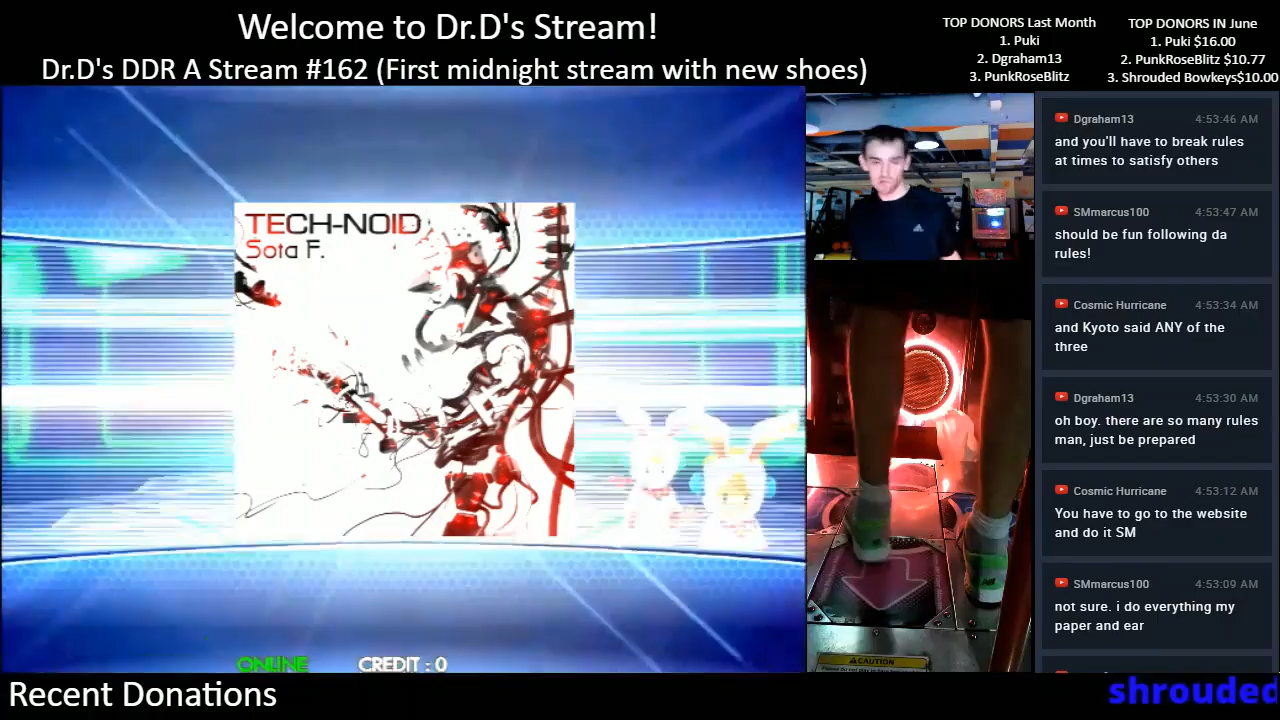 Welcome to Dr.D's Stream!
Dr.D's DDR A Stream #162 (First midnight stream with new shoes)
TOP DONORS Last Month
1. Puki
2. Dgraham13
3. PunkRoseBlitz
TOP DONORS IN June
1. Puki $16.00
2. PunkRoseBlitz $10.77
3. Shrouded Bowkeys$10.00
TECH-NOID
Sota F.
ONLINE
CREDIT : 0
CAUTION
Dgraham13 4:53:46 AM
and you'll have to break rules
at times to satisfy others
SMmarcus100 4:53:47 AM
should be fun following da
rules!
Cosmic Hurricane 4:53:34 AM
and Kyoto said ANY of the
three
Dgraham13 4:53:30 AM
oh boy. there are so many rules
man, just be prepared
Cosmic Hurricane 4:53:12 AM
You have to go to the website
and do it SM
SMmarcus100 4:53:09 AM
not sure. i do everything my
paper and ear
Recent Donations
shrouded